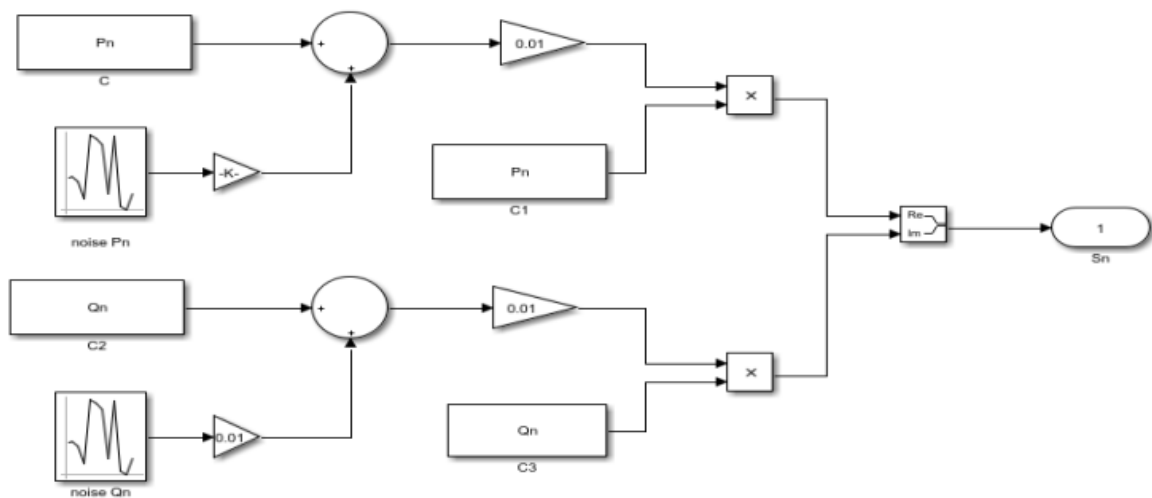 Pn
C
+
+
0.01
×
noise Pn
-K-
Pn
C1
Re
Im
1
Sn
Qn
C2
+
+
0.01
×
noise Qn
0.01
Qn
C3